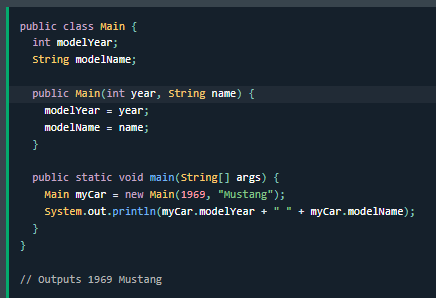 public class Main {
  int modelYear;
  String modelName;

  public Main(int year, String name) {
    modelYear = year;
    modelName = name;
  }

  public static void main(String[] args) {
    Main myCar = new Main(1969, "Mustang");
    System.out.println(myCar.modelYear + " " + myCar.modelName);
  }
}

// Outputs 1969 Mustang